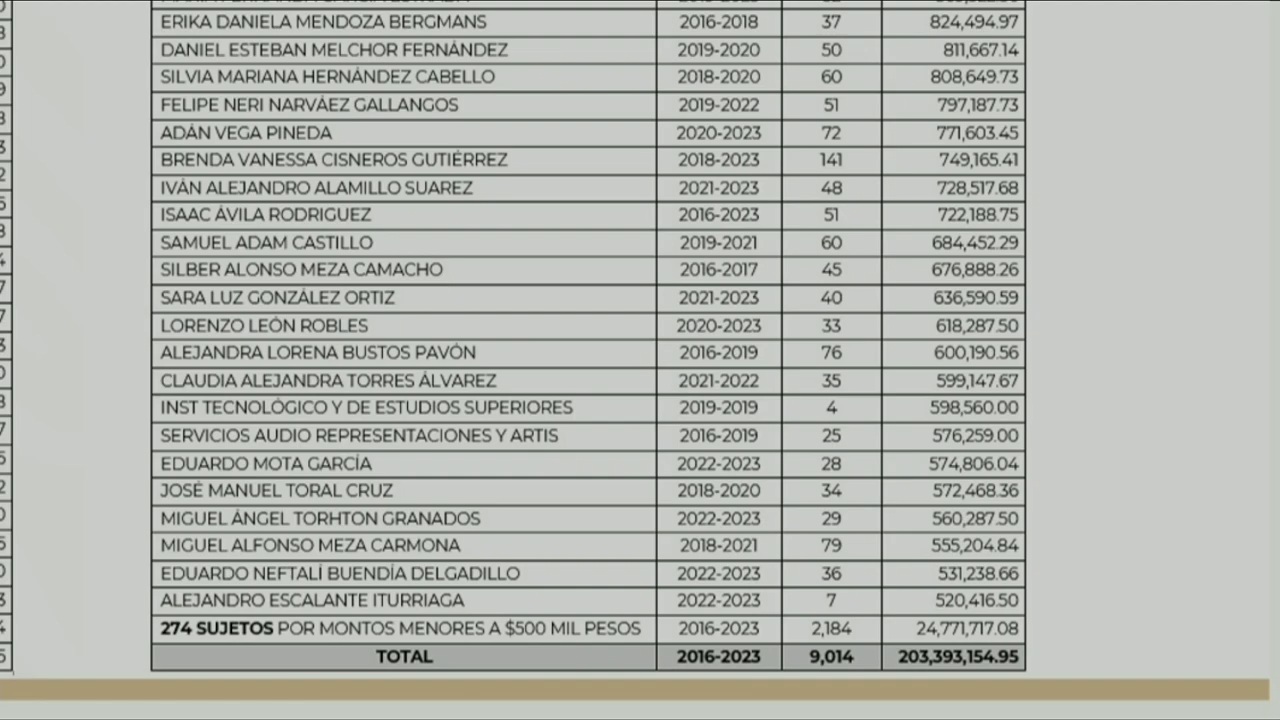 ERIKA DANIELA MENDOZA BERGMANS 2016-2018 37 824,494.97
DANIEL ESTEBAN MELCHOR FERNÁNDEZ 2019-2020 50 811,667.14
SILVIA MARIANA HERNÁNDEZ CABELLO 2018-2020 60 808,649.73
FELIPE NERI NARVÁEZ GALLANGOS 2019-2022 51 797,187.73
ADÁN VEGA PINEDA 2020-2023 72 771,603.45
BRENDA VANESSA CISNEROS GUTIÉRREZ 2018-2023 141 749,165.41
IVÁN ALEJANDRO ALAMILLO SUAREZ 2021-2023 48 728,517.68
ISAAC ÁVILA RODRIGUEZ 2016-2023 51 722,188.75
SAMUEL ADAM CASTILLO 2019-2021 60 684,452.29
SILBER ALONSO MEZA CAMACHO 2016-2017 45 676,888.26
SARA LUZ GONZÁLEZ ORTIZ 2021-2023 40 636,590.59
LORENZO LEÓN ROBLES 2020-2023 33 618,287.50
ALEJANDRA LORENA BUSTOS PAVÓN 2016-2019 76 600,190.56
CLAUDIA ALEJANDRA TORRES ÁLVAREZ 2021-2022 35 599,147.67
INST TECNOLÓGICO Y DE ESTUDIOS SUPERIORES 2019-2019 4 598,560.00
SERVICIOS AUDIO REPRESENTACIONES Y ARTIS 2016-2019 25 576,259.00
EDUARDO MOTA GARCÍA 2022-2023 28 574,806.04
JOSÉ MANUEL TORAL CRUZ 2018-2020 34 572,468.36
MIGUEL ÁNGEL TORHTON GRANADOS 2022-2023 29 560,287.50
MIGUEL ALFONSO MEZA CARMONA 2018-2021 79 555,204.84
EDUARDO NEFTALÍ BUENDÍA DELGADILLO 2022-2023 36 531,238.66
ALEJANDRO ESCALANTE ITURRIAGA 2022-2023 7 520,416.50
274 SUJETOS POR MONTOS MENORES A $500 MIL PESOS 2016-2023 2,184 24,771,717.08
TOTAL 2016-2023 9,014 203,393,154.95